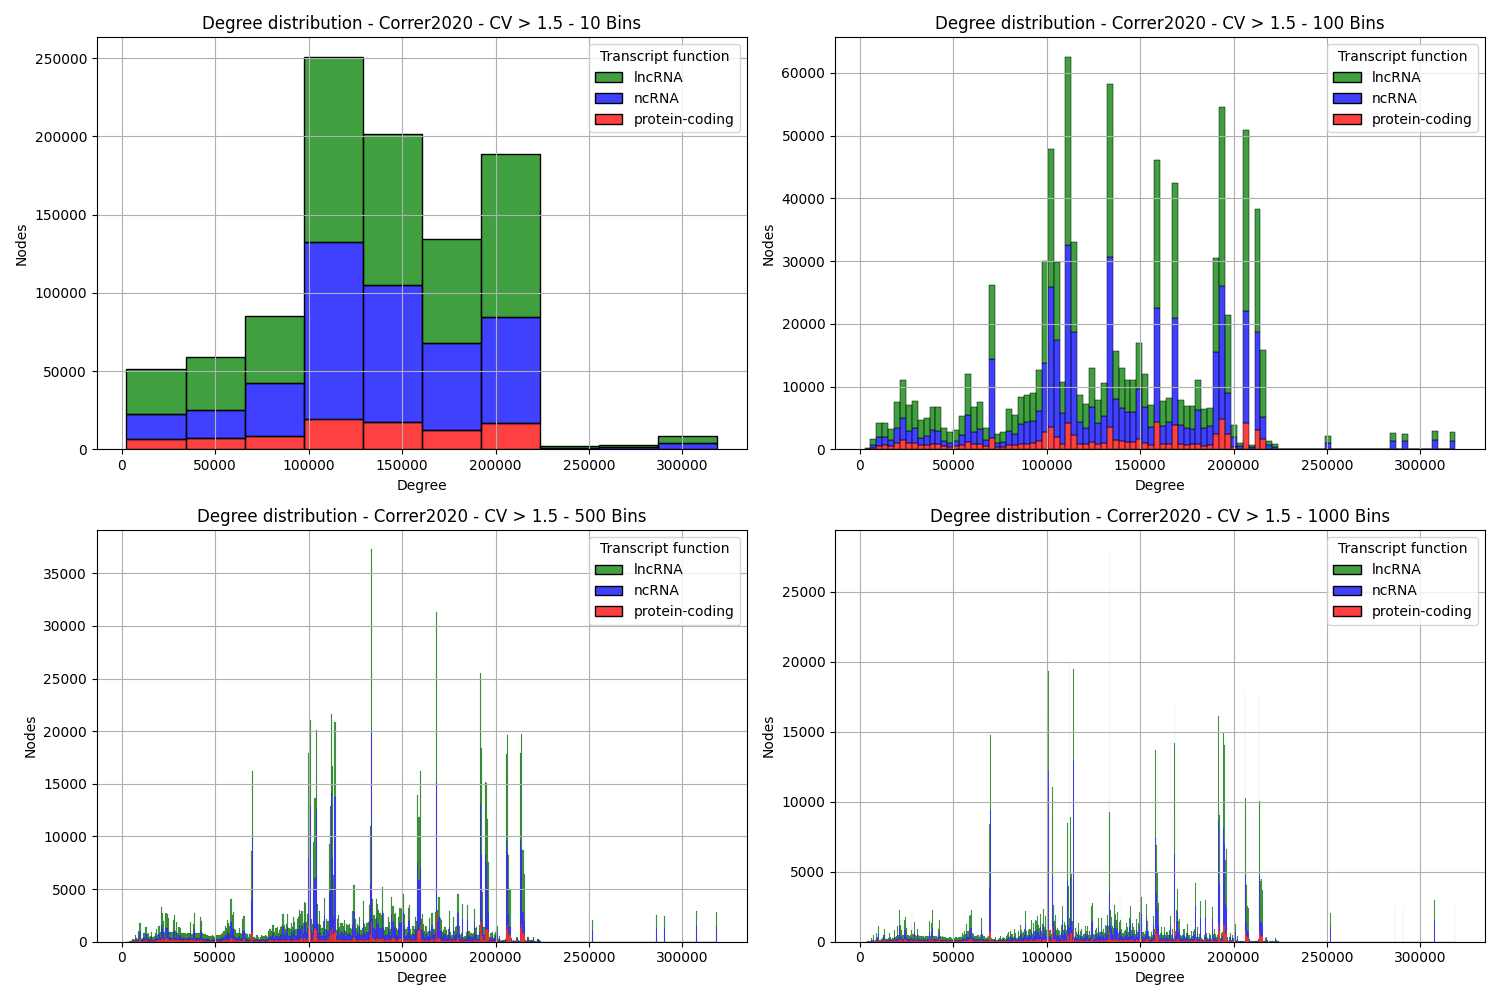 Degree distribution - Correr2020 - CV > 1.5 - 10 Bins
Transcript function
lncRNA
ncRNA
protein-coding
250000
200000
150000
100000
50000
0
Nodes
0 50000 100000 150000 200000 250000 300000
Degree
Degree distribution - Correr2020 - CV > 1.5 - 100 Bins
Transcript function
lncRNA
ncRNA
protein-coding
60000
50000
40000
30000
20000
10000
0
Nodes
0 50000 100000 150000 200000 250000 300000
Degree
Degree distribution - Correr2020 - CV > 1.5 - 500 Bins
Transcript function
lncRNA
ncRNA
protein-coding
35000
30000
25000
20000
15000
10000
5000
0
Nodes
0 50000 100000 150000 200000 250000 300000
Degree
Degree distribution - Correr2020 - CV > 1.5 - 1000 Bins
Transcript function
lncRNA
ncRNA
protein-coding
25000
20000
15000
10000
5000
0
Nodes
0 50000 100000 150000 200000 250000 300000
Degree